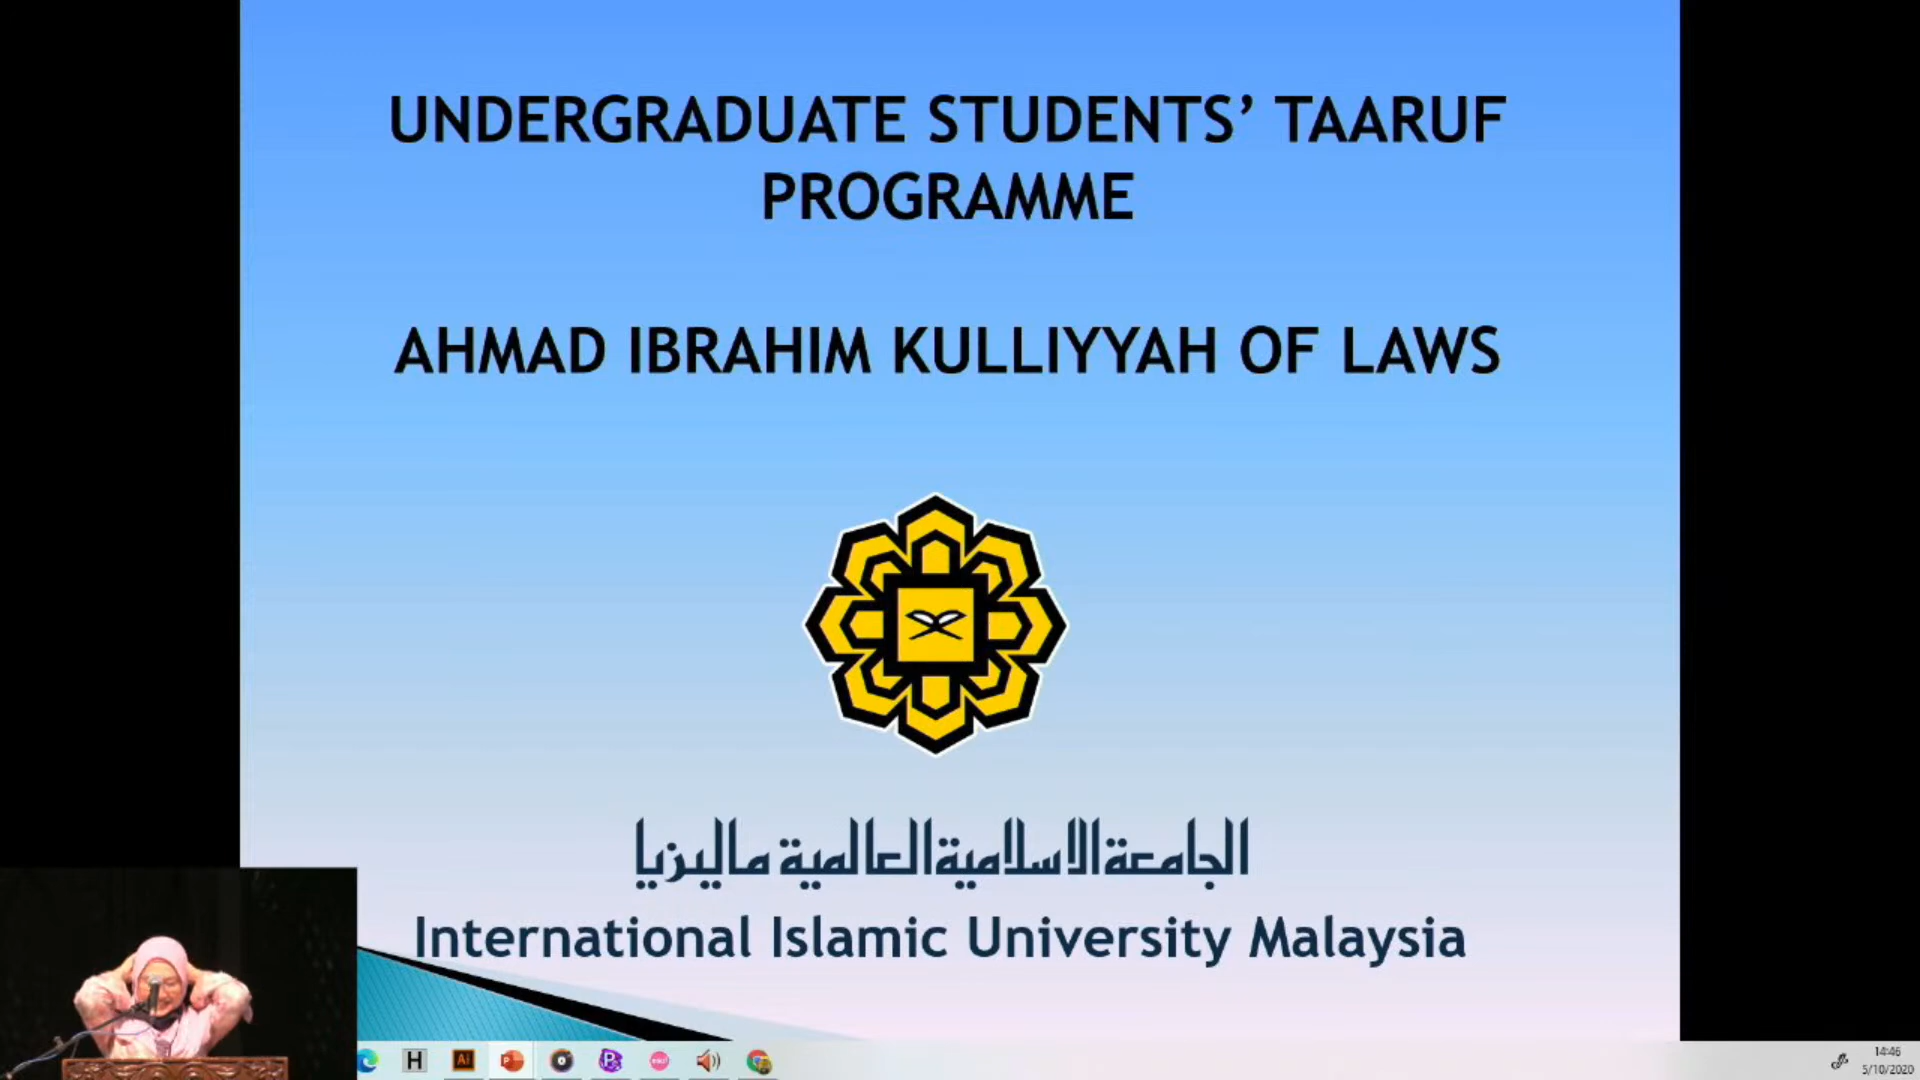 UNDERGRADUATE STUDENTS’ TAARUF
PROGRAMME
AHMAD IBRAHIM KULLIYYAH OF LAWS
الجامعة الاسلامية العالمية ماليزيا
International Islamic University Malaysia
H
Ai
P
14:46
5/10/2020